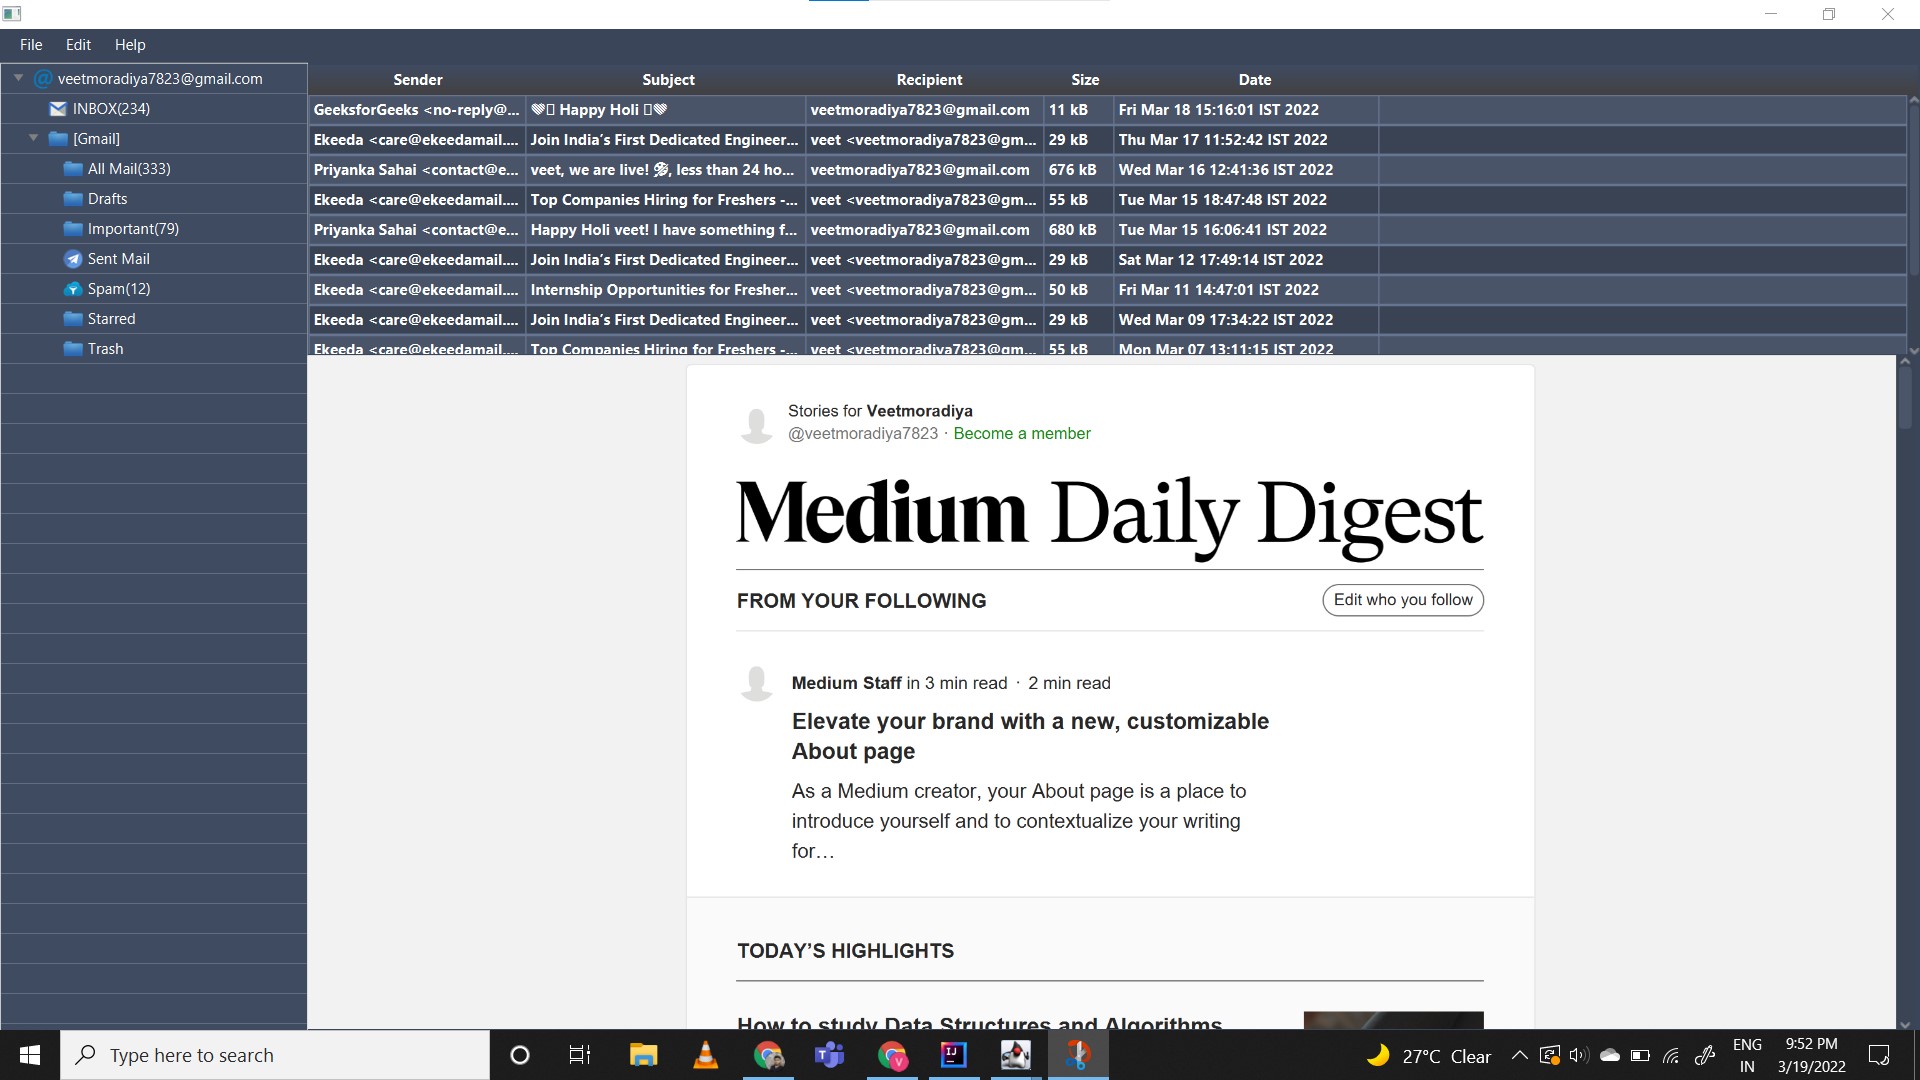 File Edit Help
veetmoradiya7823@gmail.com
INBOX(234)
[Gmail]
All Mail(333)
Drafts
Important(79)
Sent Mail
Spam(12)
Starred
Trash
Sender Subject Recipient Size Date
GeeksforGeeks <no-reply@... Happy Holi veetmoradiya7823@gmail.com 11 kB Fri Mar 18 15:16:01 IST 2022
Ekeeda <care@ekeedamail.... Join India's First Dedicated Engineer... veet <veetmoradiya7823@gm... 29 kB Thu Mar 17 11:52:42 IST 2022
Priyanka Sahai <contact@e... veet, we are live! , less than 24 ho... veetmoradiya7823@gmail.com 676 kB Wed Mar 16 12:41:36 IST 2022
Ekeeda <care@ekeedamail.... Top Companies Hiring for Freshers -... veet <veetmoradiya7823@gm... 55 kB Tue Mar 15 18:47:48 IST 2022
Priyanka Sahai <contact@e... Happy Holi veet! I have something f... veetmoradiya7823@gmail.com 680 kB Tue Mar 15 16:06:41 IST 2022
Ekeeda <care@ekeedamail.... Join India's First Dedicated Engineer... veet <veetmoradiya7823@gm... 29 kB Sat Mar 12 17:49:14 IST 2022
Ekeeda <care@ekeedamail.... Internship Opportunities for Fresher... veet <veetmoradiya7823@gm... 50 kB Fri Mar 11 14:47:01 IST 2022
Ekeeda <care@ekeedamail.... Join India's First Dedicated Engineer... veet <veetmoradiya7823@gm... 29 kB Wed Mar 09 17:34:22 IST 2022
Ekeeda <care@ekeedamail.... Top Companies Hiring for Freshers -... veet <veetmoradiya7823@gm... 55 kB Mon Mar 07 13:11:15 IST 2022
Stories for Veetmoradiya
@veetmoradiya7823 · Become a member
Medium Daily Digest
FROM YOUR FOLLOWING Edit who you follow
Medium Staff in 3 min read · 2 min read
Elevate your brand with a new, customizable
About page
As a Medium creator, your About page is a place to
introduce yourself and to contextualize your writing
for…
TODAY'S HIGHLIGHTS
How to study Data Structures and Algorithms
Type here to search
27°C Clear
ENG
IN
9:52 PM
3/19/2022